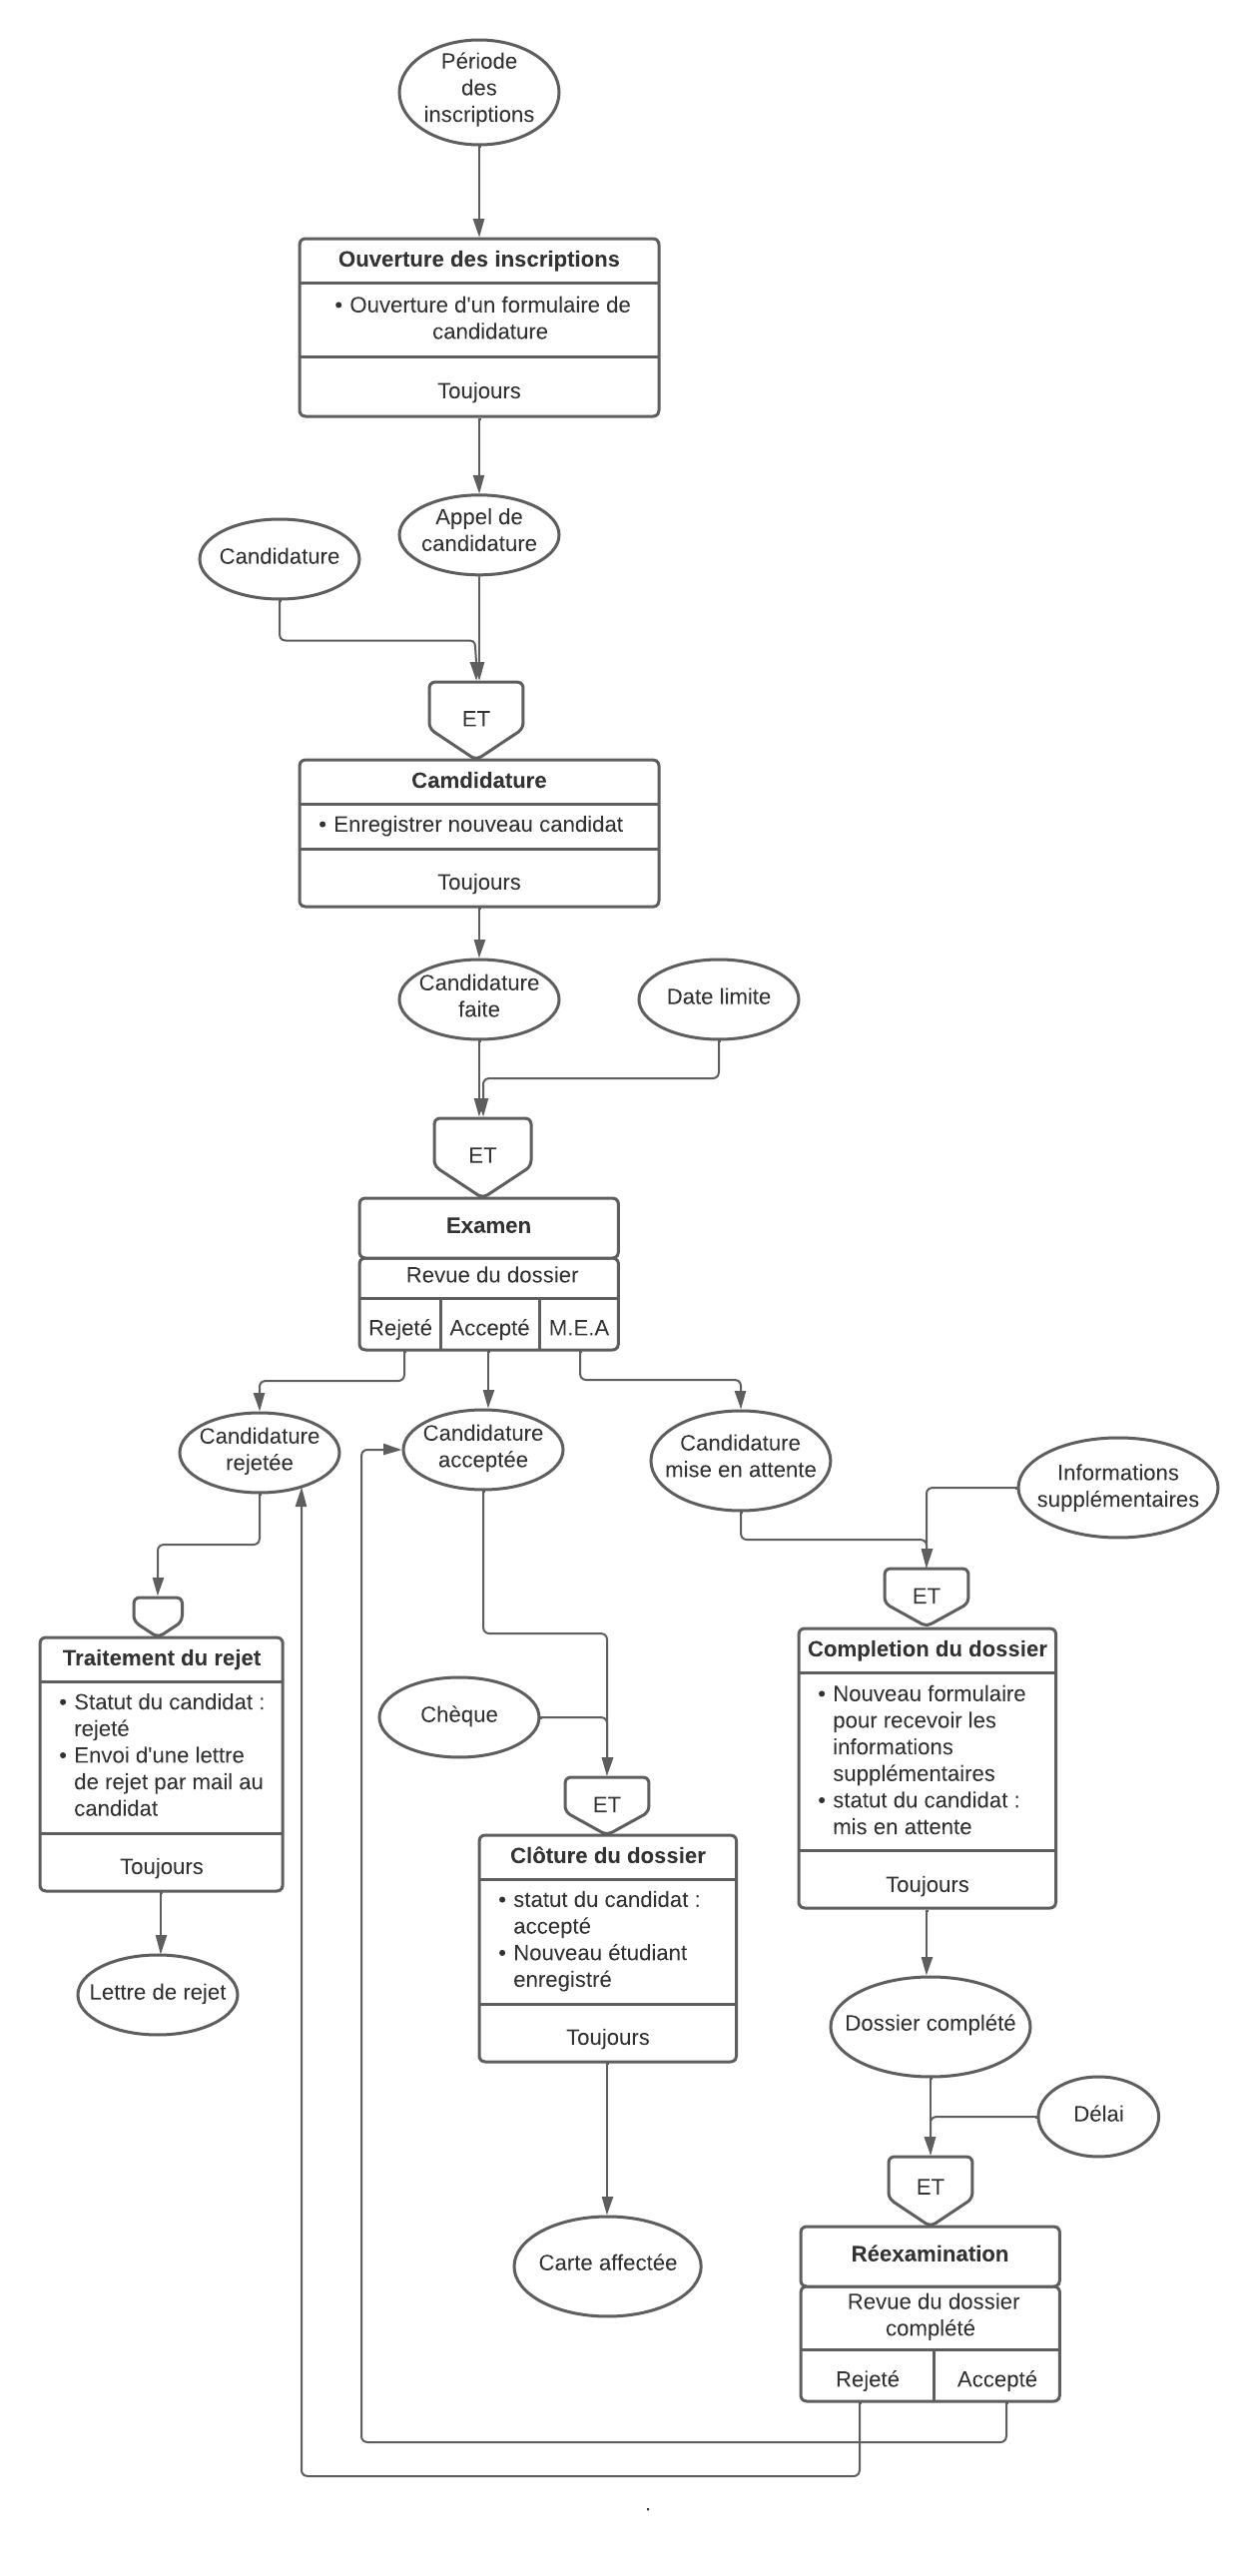 Période
des
inscriptions
Ouverture des inscriptions
• Ouverture d'un formulaire de
candidature
Toujours
Appel de
candidature
Candidature
ET
Camdidature
• Enregistrer nouveau candidat
Toujours
Candidature
faite
Date limite
ET
Examen
Revue du dossier
Rejeté
Accepté
M.E.A
Candidature
rejetée
Candidature
acceptée
Candidature
mise en attente
Informations
supplémentaires
ET
Traitement du rejet
• Statut du candidat :
rejeté
• Envoi d'une lettre
de rejet par mail au
candidat
Toujours
Lettre de rejet
Chèque
ET
Clôture du dossier
• statut du candidat :
accepté
• Nouveau étudiant
enregistré
Toujours
Carte affectée
Completion du dossier
• Nouveau formulaire
pour recevoir les
informations
supplémentaires
• statut du candidat :
mis en attente
Toujours
Dossier complété
Délai
ET
Réexamination
Revue du dossier
complété
Rejeté
Accepté
.